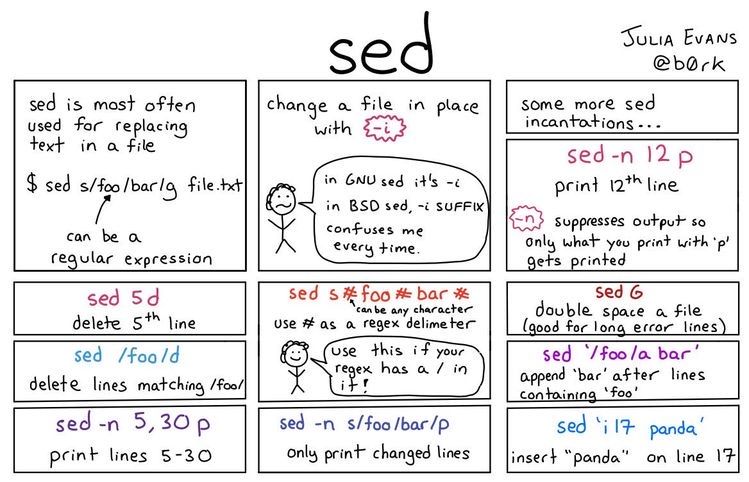 sed
JULIA EVANS
@b0rk
sed is most often
used for replacing
text in a file
$ sed s/foo/bar/g file.txt
can be a
regular expression
change a file in place
with -i
in GNU sed it's -i
in BSD sed, -i SUFFIX
confuses me
every time.
some more sed
incantations...
sed -n 12 p
print 12th line
-n suppresses output so
only what you print with 'p'
gets printed
sed 5d
delete 5th line
sed s#foo#bar#
can be any character
use # as a regex delimeter
use this if your
regex has a / in
it!
sed G
double space a file
(good for long error lines)
sed /foo/d
delete lines matching /foo/
sed '/foo/a bar'
append 'bar' after lines
containing 'foo'
sed -n 5,30 p
print lines 5-30
sed -n s/foo/bar/p
only print changed lines
sed 'i 17 panda'
insert "panda" on line 17